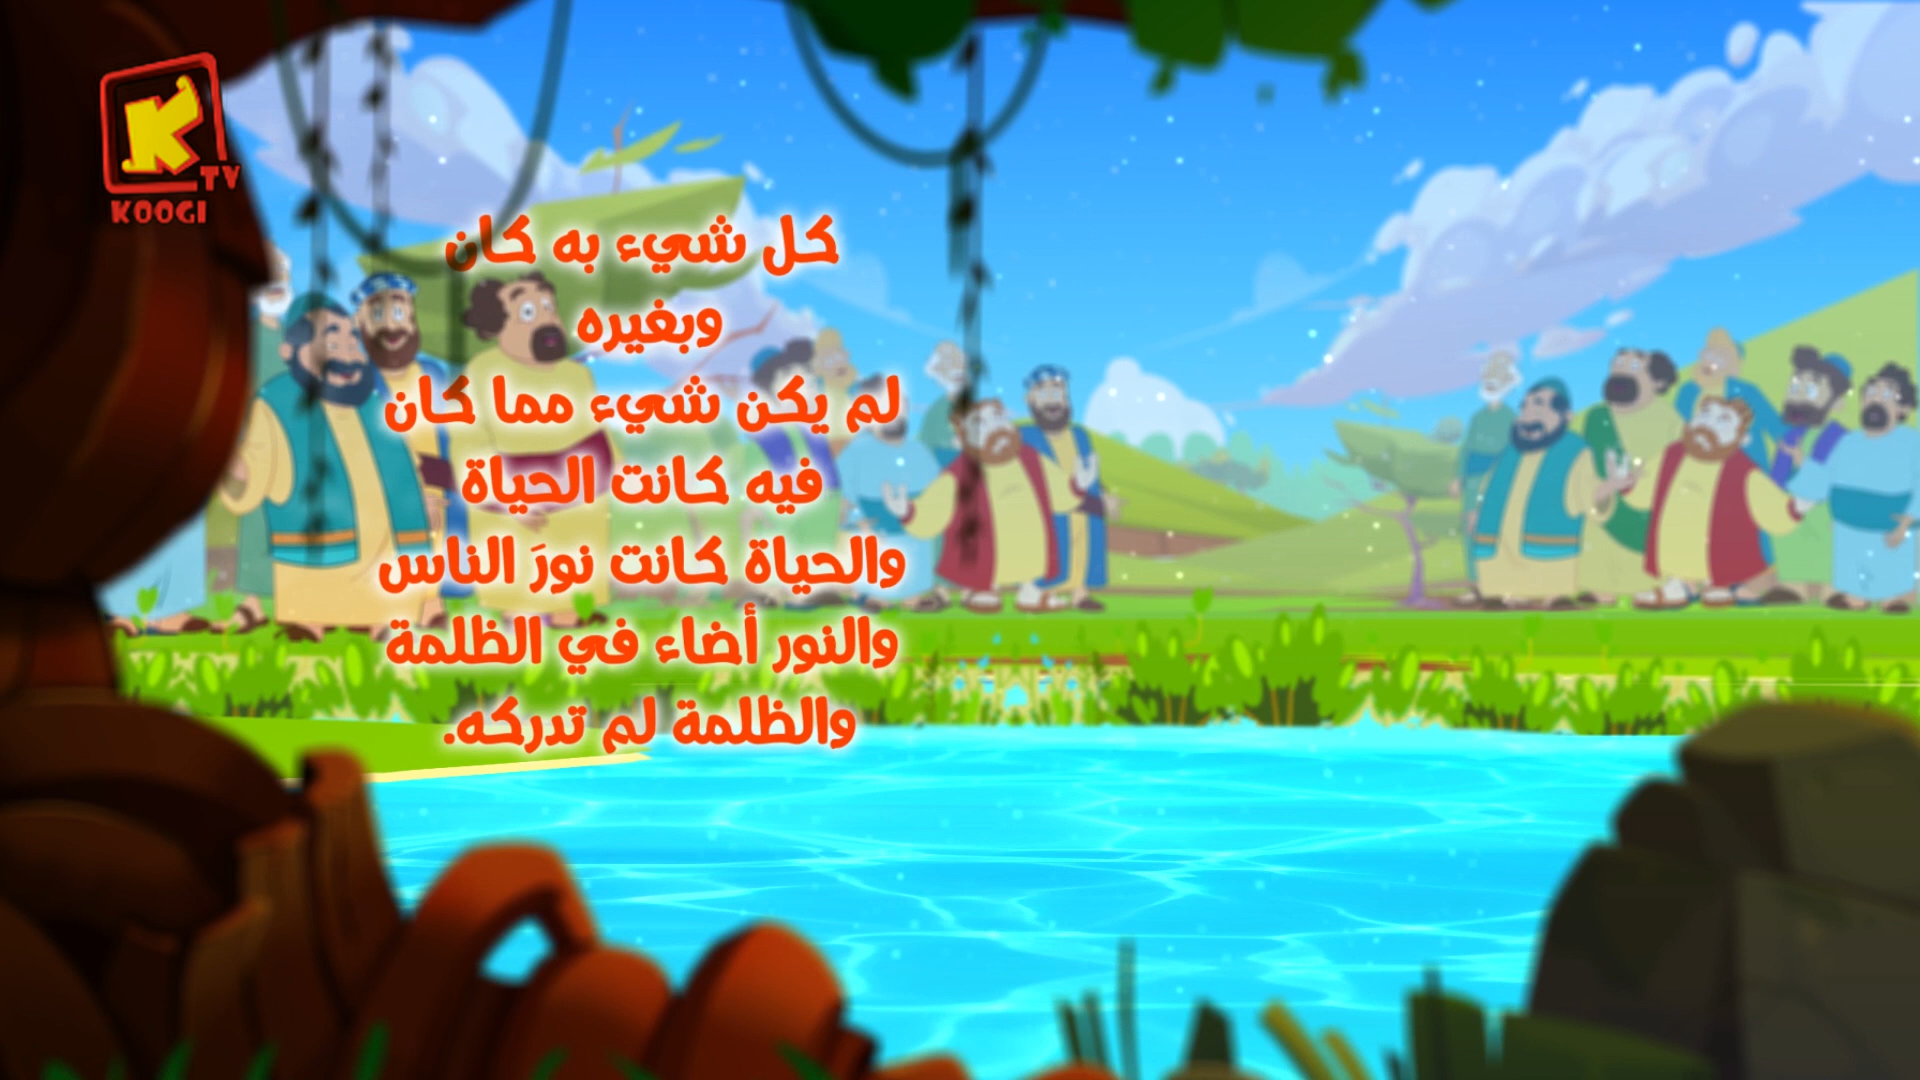 K
TV
KOOGI
كل شيء به كان
وبغيره
لم يكن شيء مما كان
فيه كانت الحياة
والحياة كانت نورَ الناس
والنور أضاء في الظلمة
والظلمة لم تدركه.